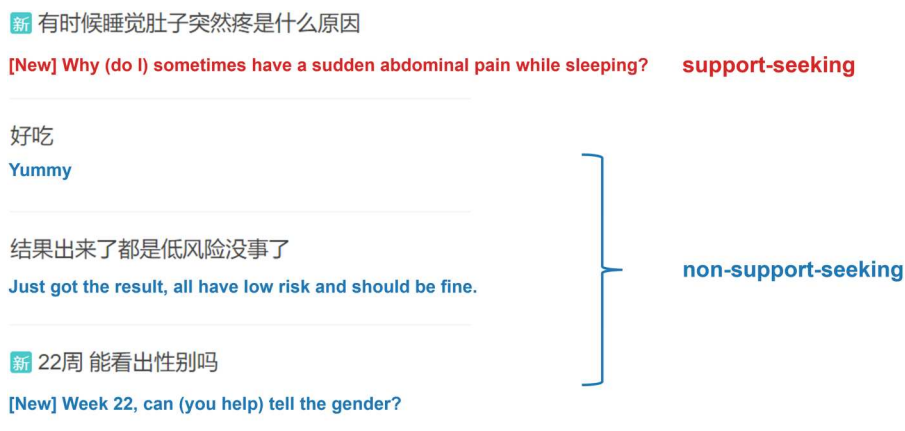 新 有时候睡觉肚子突然疼是什么原因
[New] Why (do I) sometimes have a sudden abdominal pain while sleeping? support-seeking
好吃
Yummy
结果出来了都是低风险没事了
non-support-seeking
Just got the result, all have low risk and should be fine.
新 22周 能看出性别吗
[New] Week 22, can (you help) tell the gender?